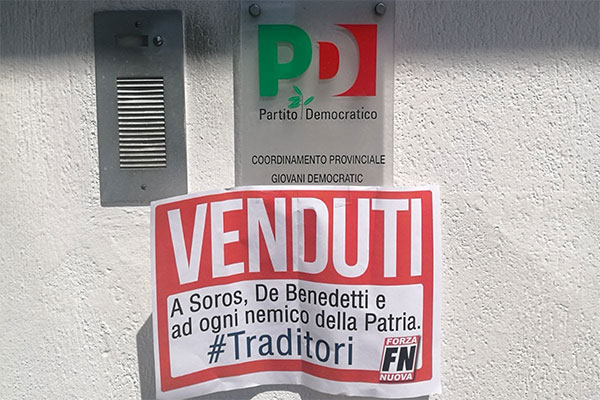 PD
Partito Democratico
COORDINAMENTO PROVINCIALE
GIOVANI DEMOCRATIC
VENDUTI
A Soros, De Benedetti e
ad ogni nemico della Patria.
#Traditori
FORZA
FN
NUOVA